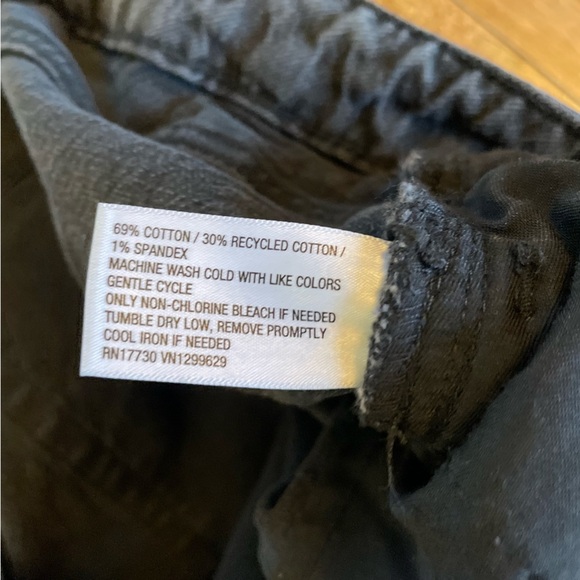 69% COTTON / 30% RECYCLED COTTON /
1% SPANDEX
MACHINE WASH COLD WITH LIKE COLORS
GENTLE CYCLE
ONLY NON-CHLORINE BLEACH IF NEEDED
TUMBLE DRY LOW, REMOVE PROMPTLY
COOL IRON IF NEEDED
RN17730 VN1299629